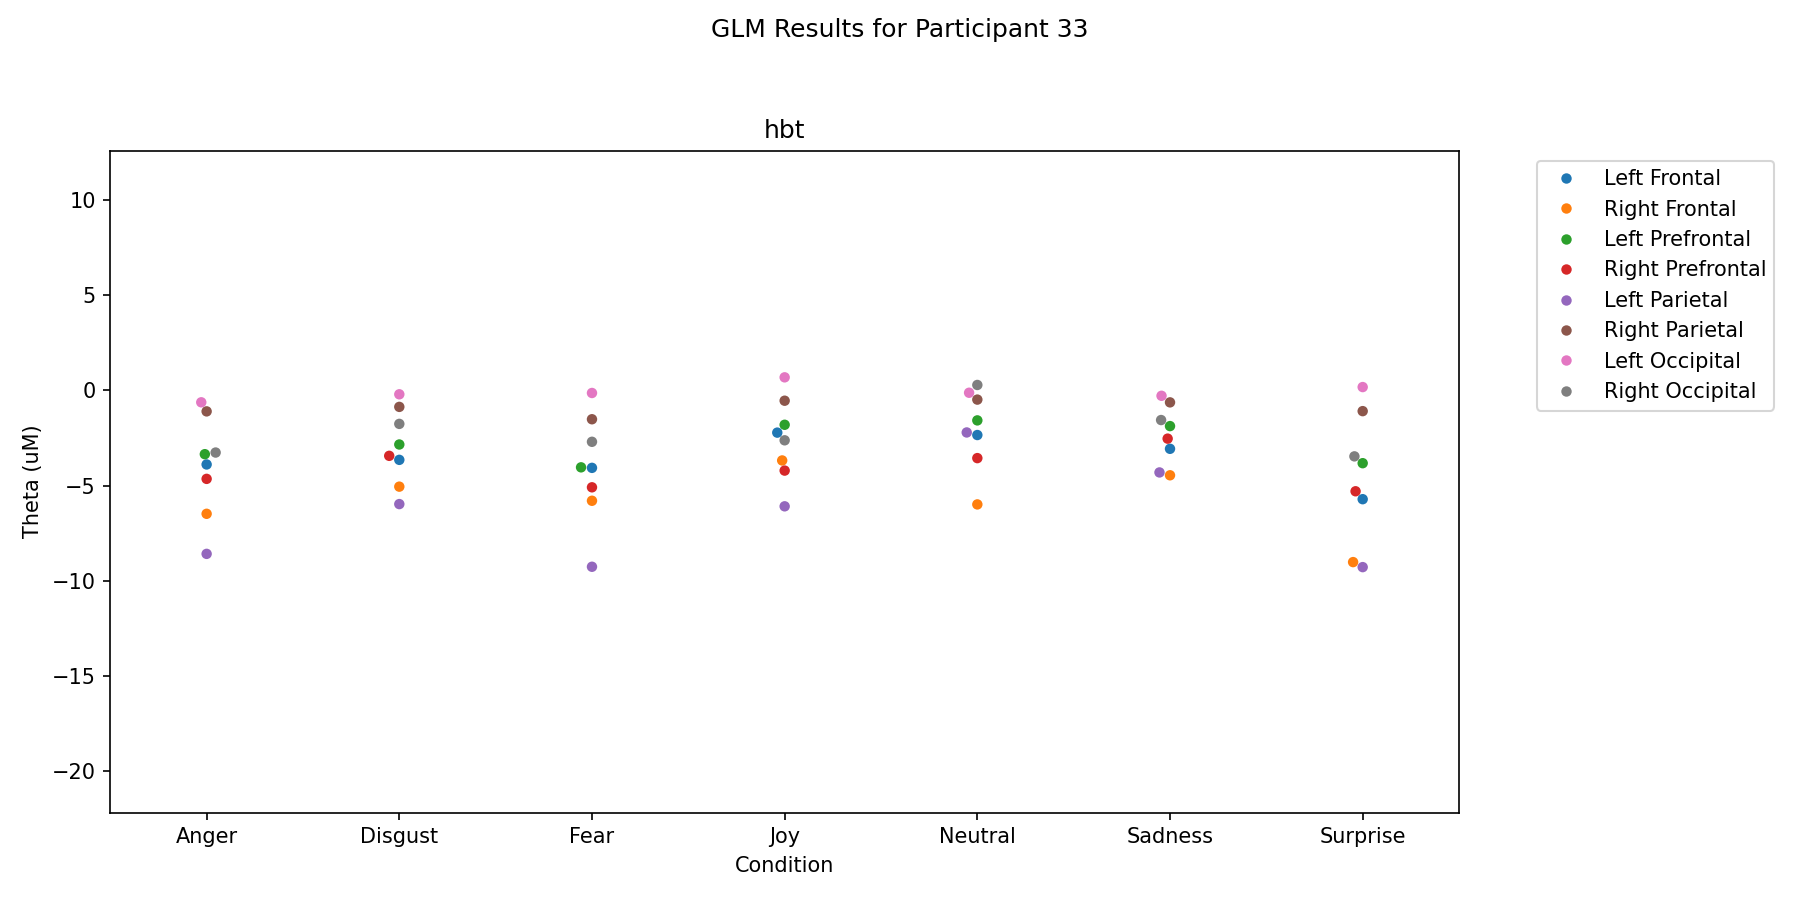 GLM Results for Participant 33
hbt
10
5
0
−5
−10
−15
−20
Theta (uM)
Anger
Disgust
Fear
Joy
Neutral
Sadness
Surprise
Condition
Left Frontal
Right Frontal
Left Prefrontal
Right Prefrontal
Left Parietal
Right Parietal
Left Occipital
Right Occipital